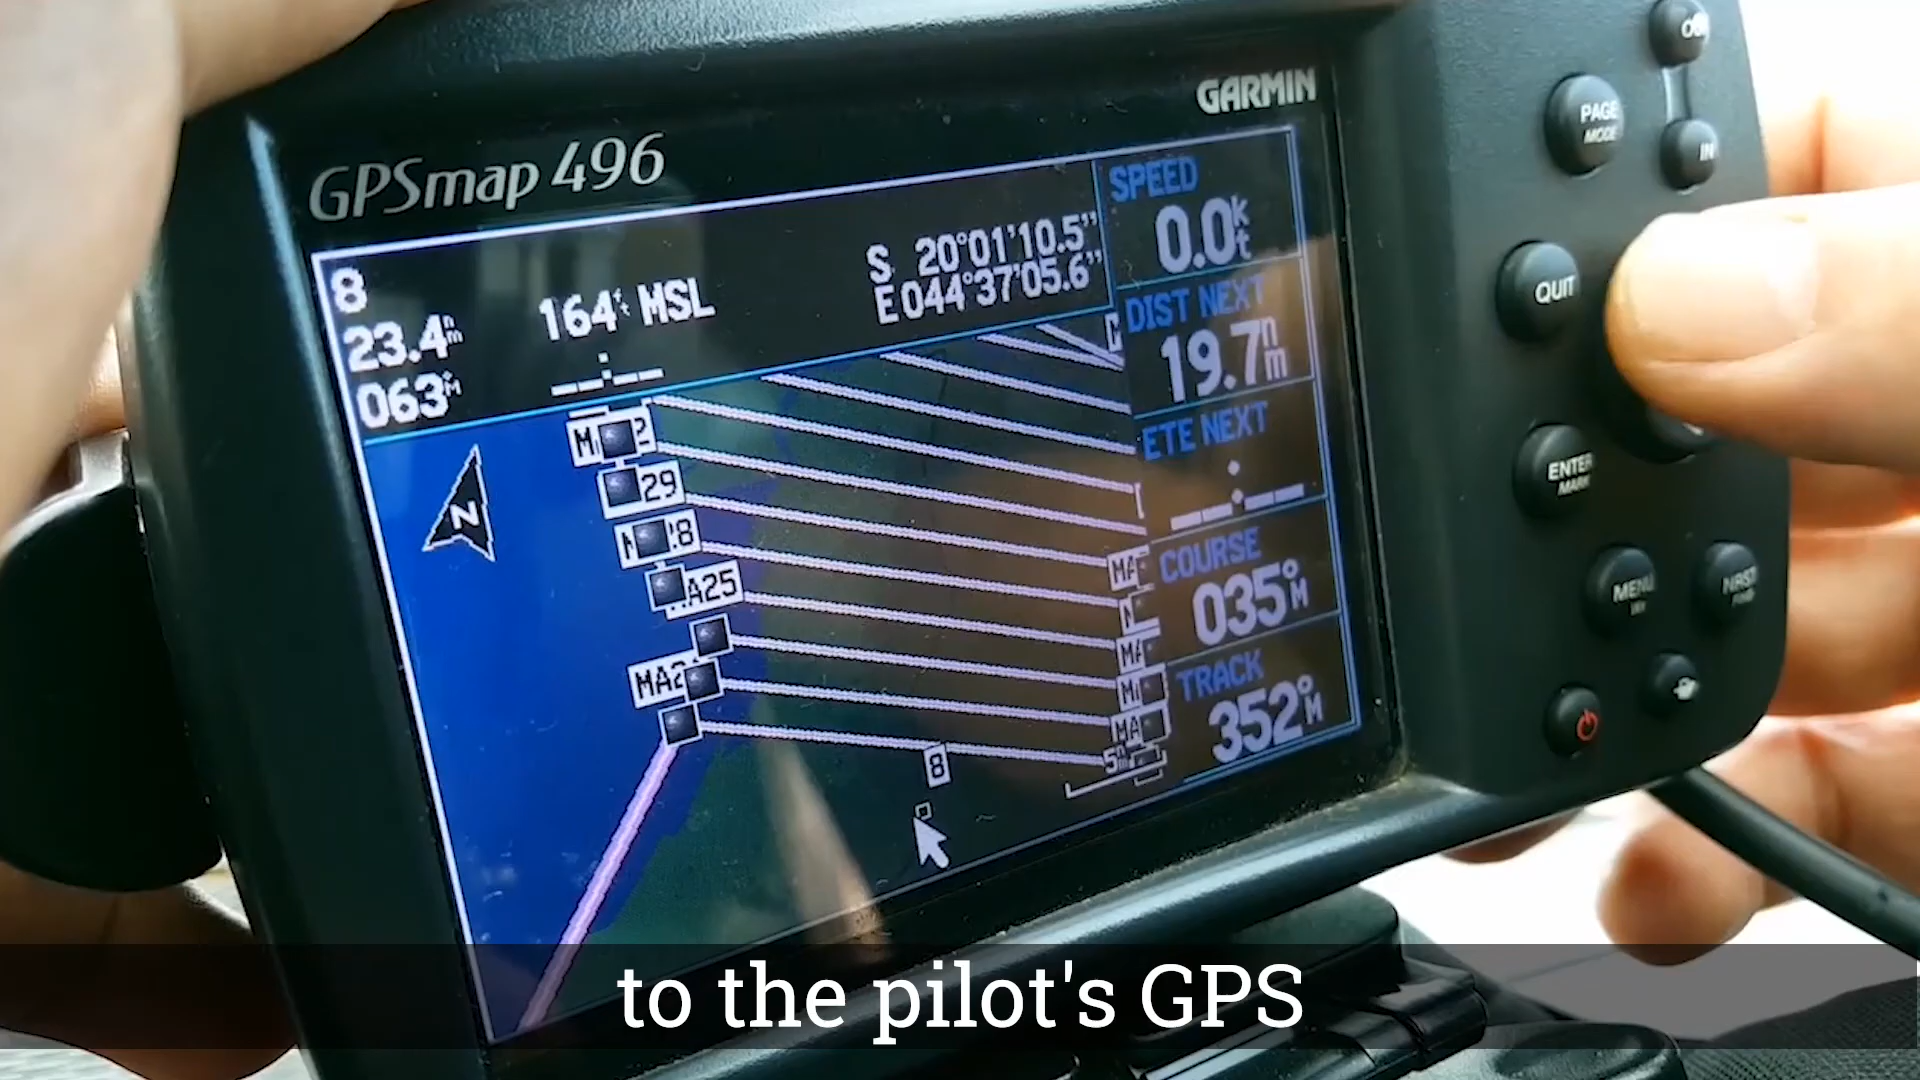 GARMIN
GPSmap 496
8
23.4nm
063°M
164ft MSL
S 20°01'10.5"
E044°37'05.6"
SPEED
0.0kt
DIST NEXT
19.7nm
ETE NEXT
COURSE
035°M
TRACK
352°M
N
29
A25
8
PAGE
MODE
IN
QUIT
ENTER
MARK
MENU
to the pilot's GPS